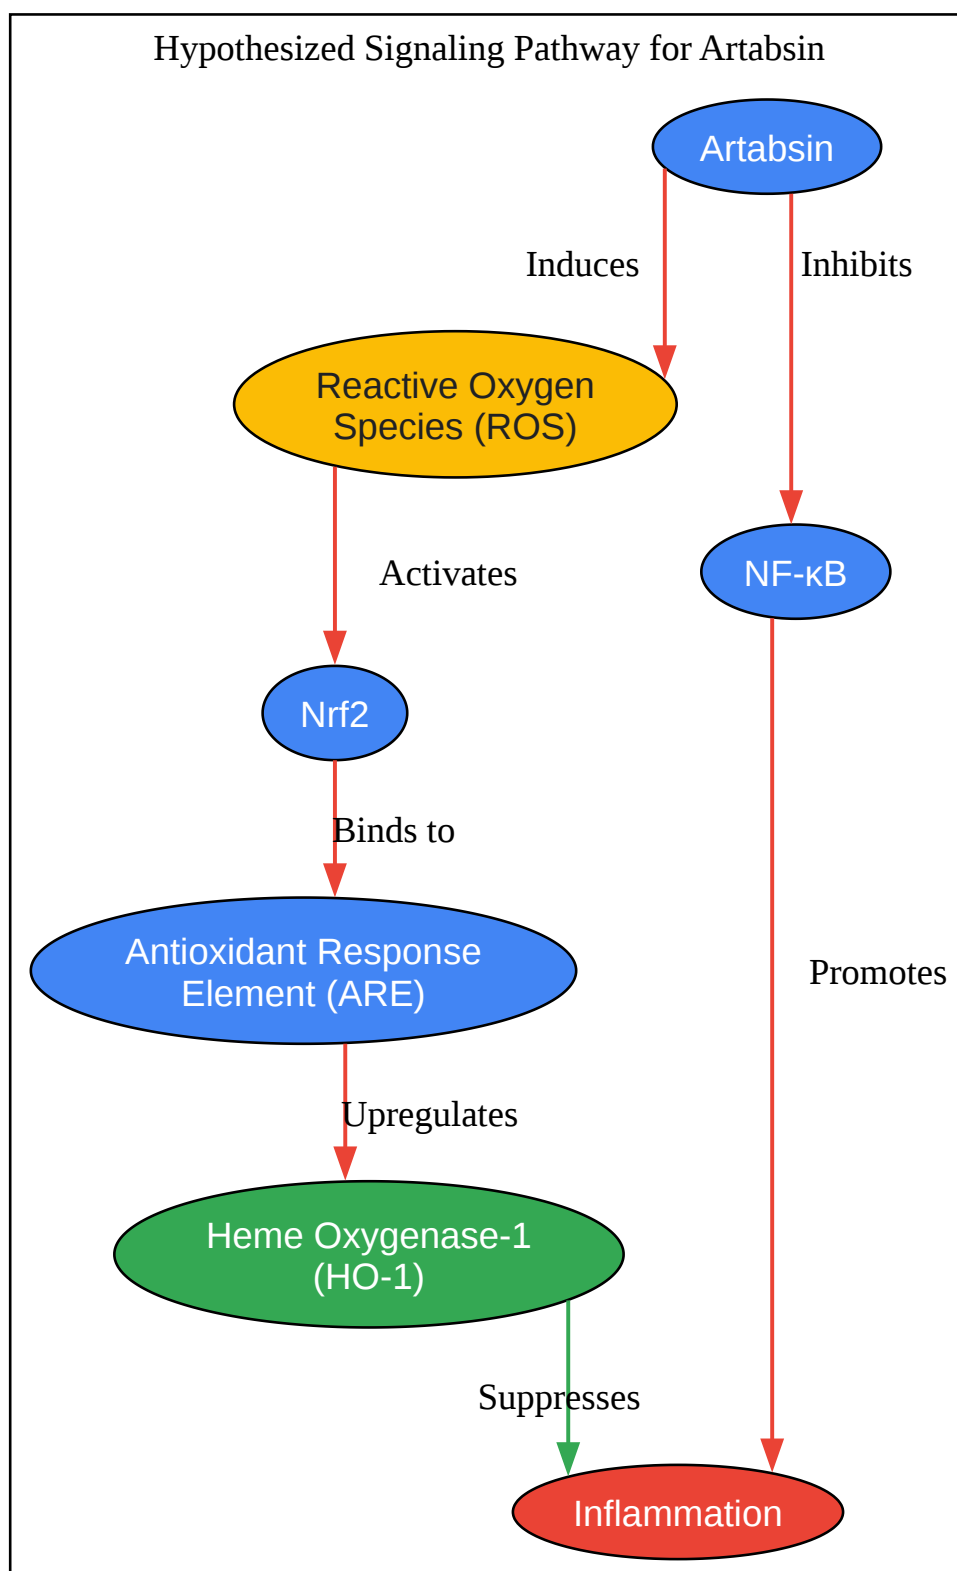 Hypothesized Signaling Pathway for Artabsin
Artabsin
Induces
Inhibits
Reactive Oxygen
Species (ROS)
Activates
NF-κB
Nrf2
Binds to
Antioxidant Response
Element (ARE)
Promotes
Upregulates
Heme Oxygenase-1
(HO-1)
Suppresses
Inflammation